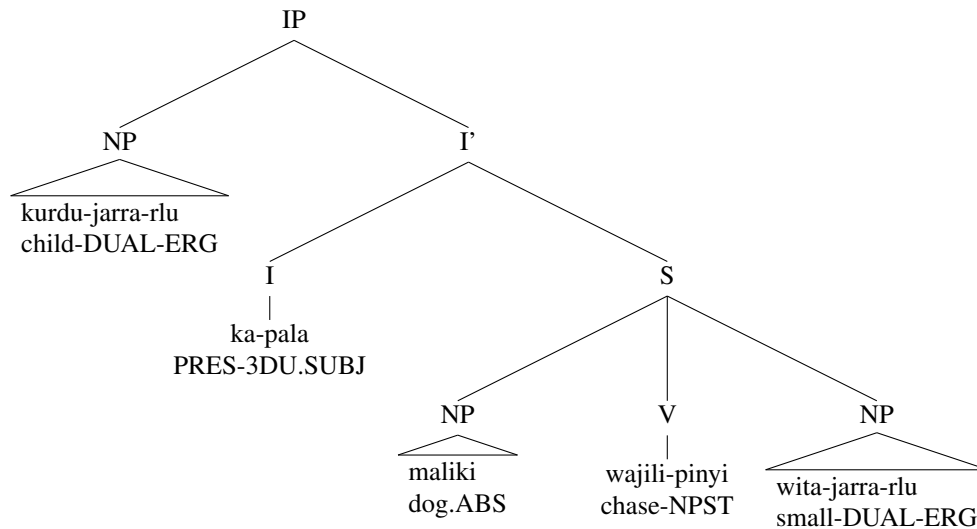 IP
NP
I’
kurdu-jarra-rlu
child-DUAL-ERG
I
S
ka-pala
PRES-3DU.SUBJ
NP
V
NP
maliki
dog.ABS
wajili-pinyi
chase-NPST
wita-jarra-rlu
small-DUAL-ERG